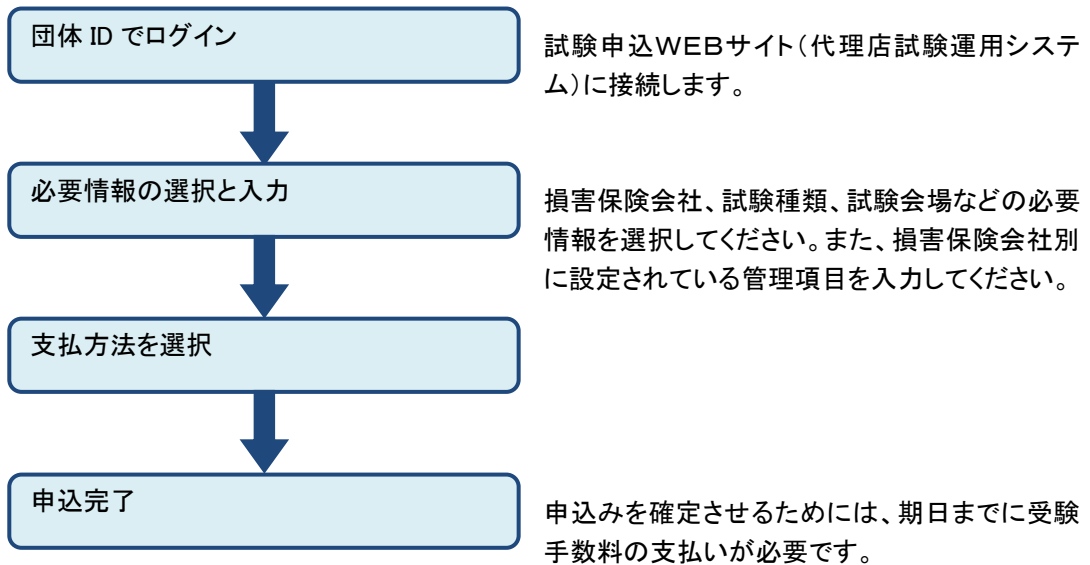 団体 ID でログイン
試験申込WEBサイト(代理店試験運用システ
ム)に接続します。
必要情報の選択と入力
損害保険会社、試験種類、試験会場などの必要
情報を選択してください。また、損害保険会社別
に設定されている管理項目を入力してください。
支払方法を選択
申込完了
申込みを確定させるためには、期日までに受験
手数料の支払いが必要です。